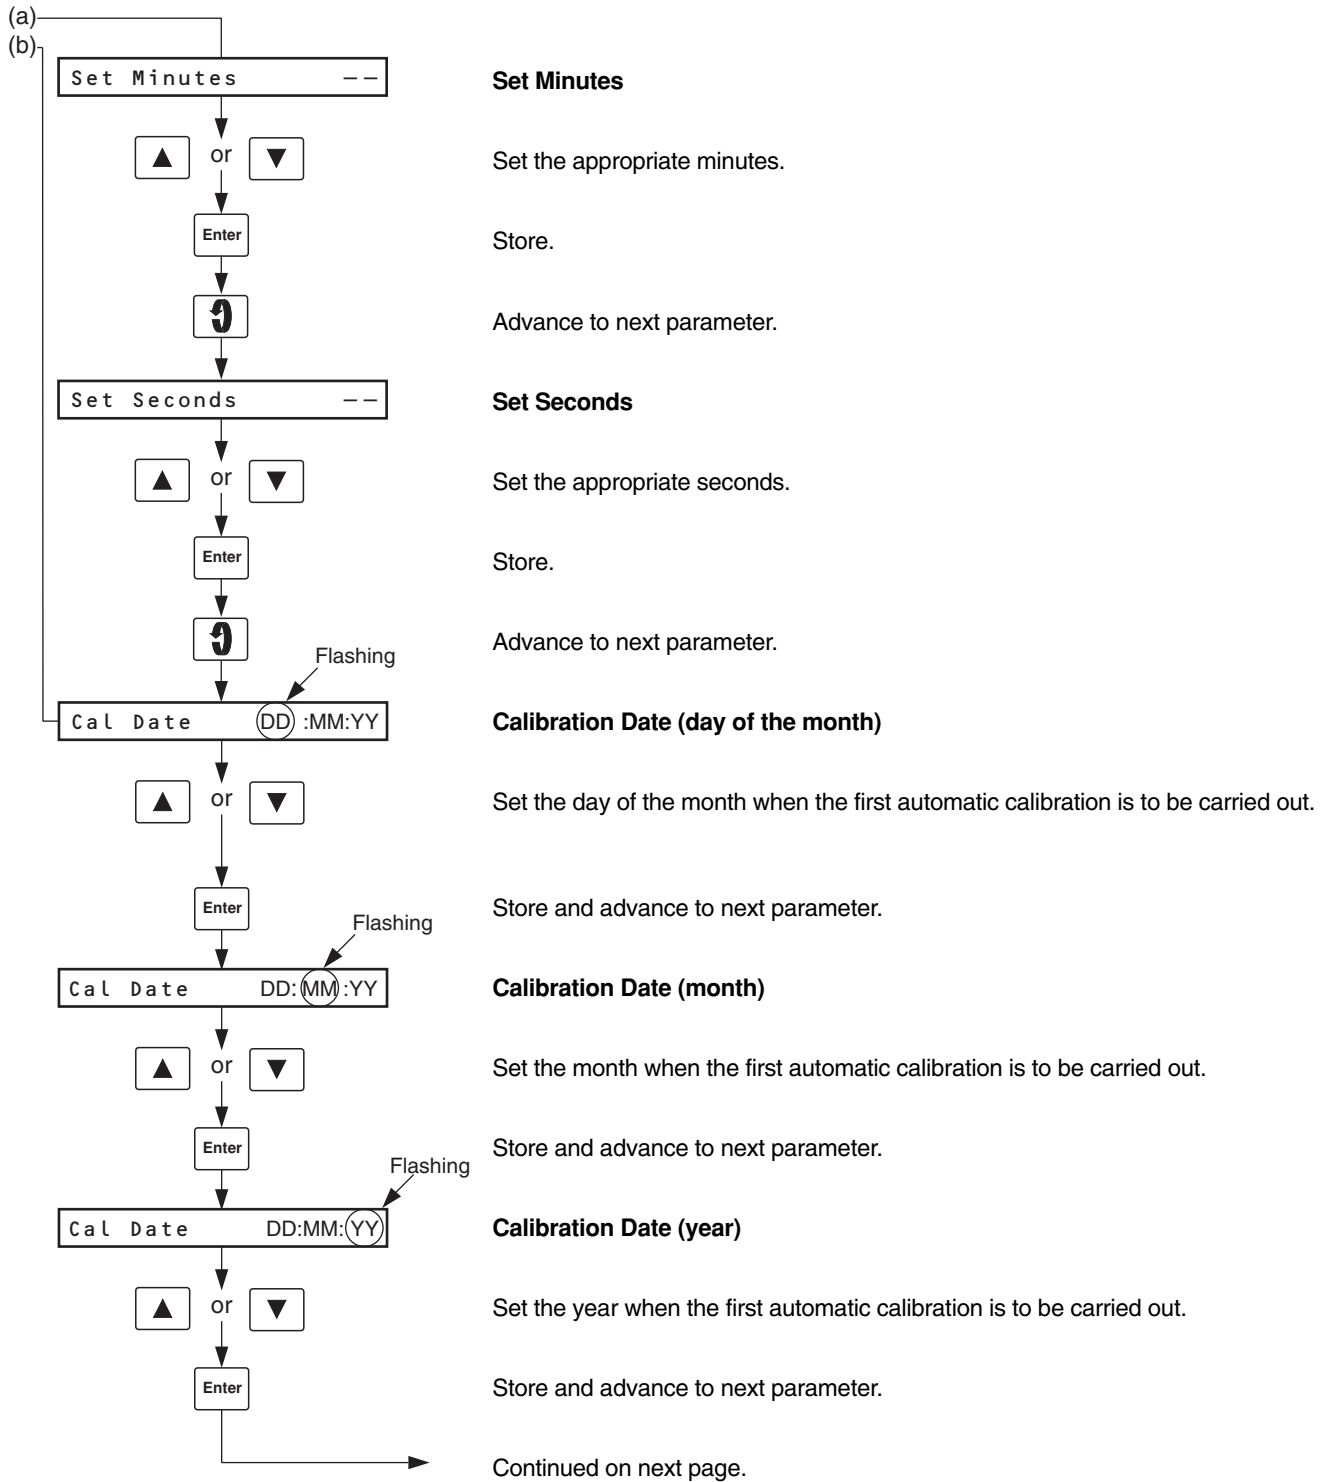 (a)
(b)
Set Minutes – –
Set Minutes
or
Set the appropriate minutes.
Enter
Store.
Advance to next parameter.
Set Seconds – –
Set Seconds
or
Set the appropriate seconds.
Enter
Store.
Advance to next parameter.
Flashing
Cal Date DD :MM:YY
Calibration Date (day of the month)
or
Set the day of the month when the first automatic calibration is to be carried out.
Enter
Store and advance to next parameter.
Flashing
Cal Date DD: MM :YY
Calibration Date (month)
or
Set the month when the first automatic calibration is to be carried out.
Enter
Store and advance to next parameter.
Flashing
Cal Date DD:MM: YY
Calibration Date (year)
or
Set the year when the first automatic calibration is to be carried out.
Enter
Store and advance to next parameter.
Continued on next page.